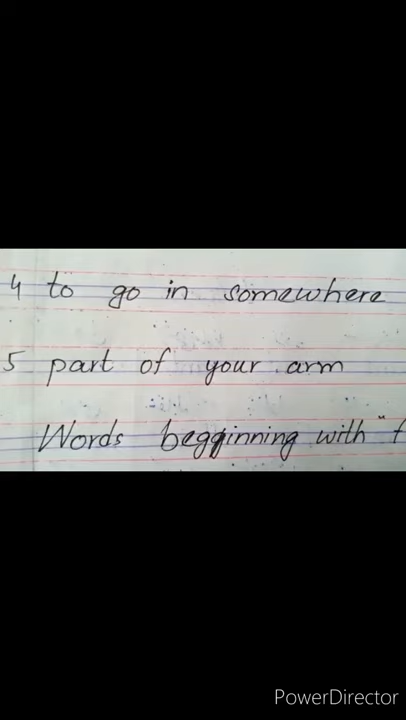 4 to go in somewhere
5 part of your arm
Words begginning with "f
PowerDirector